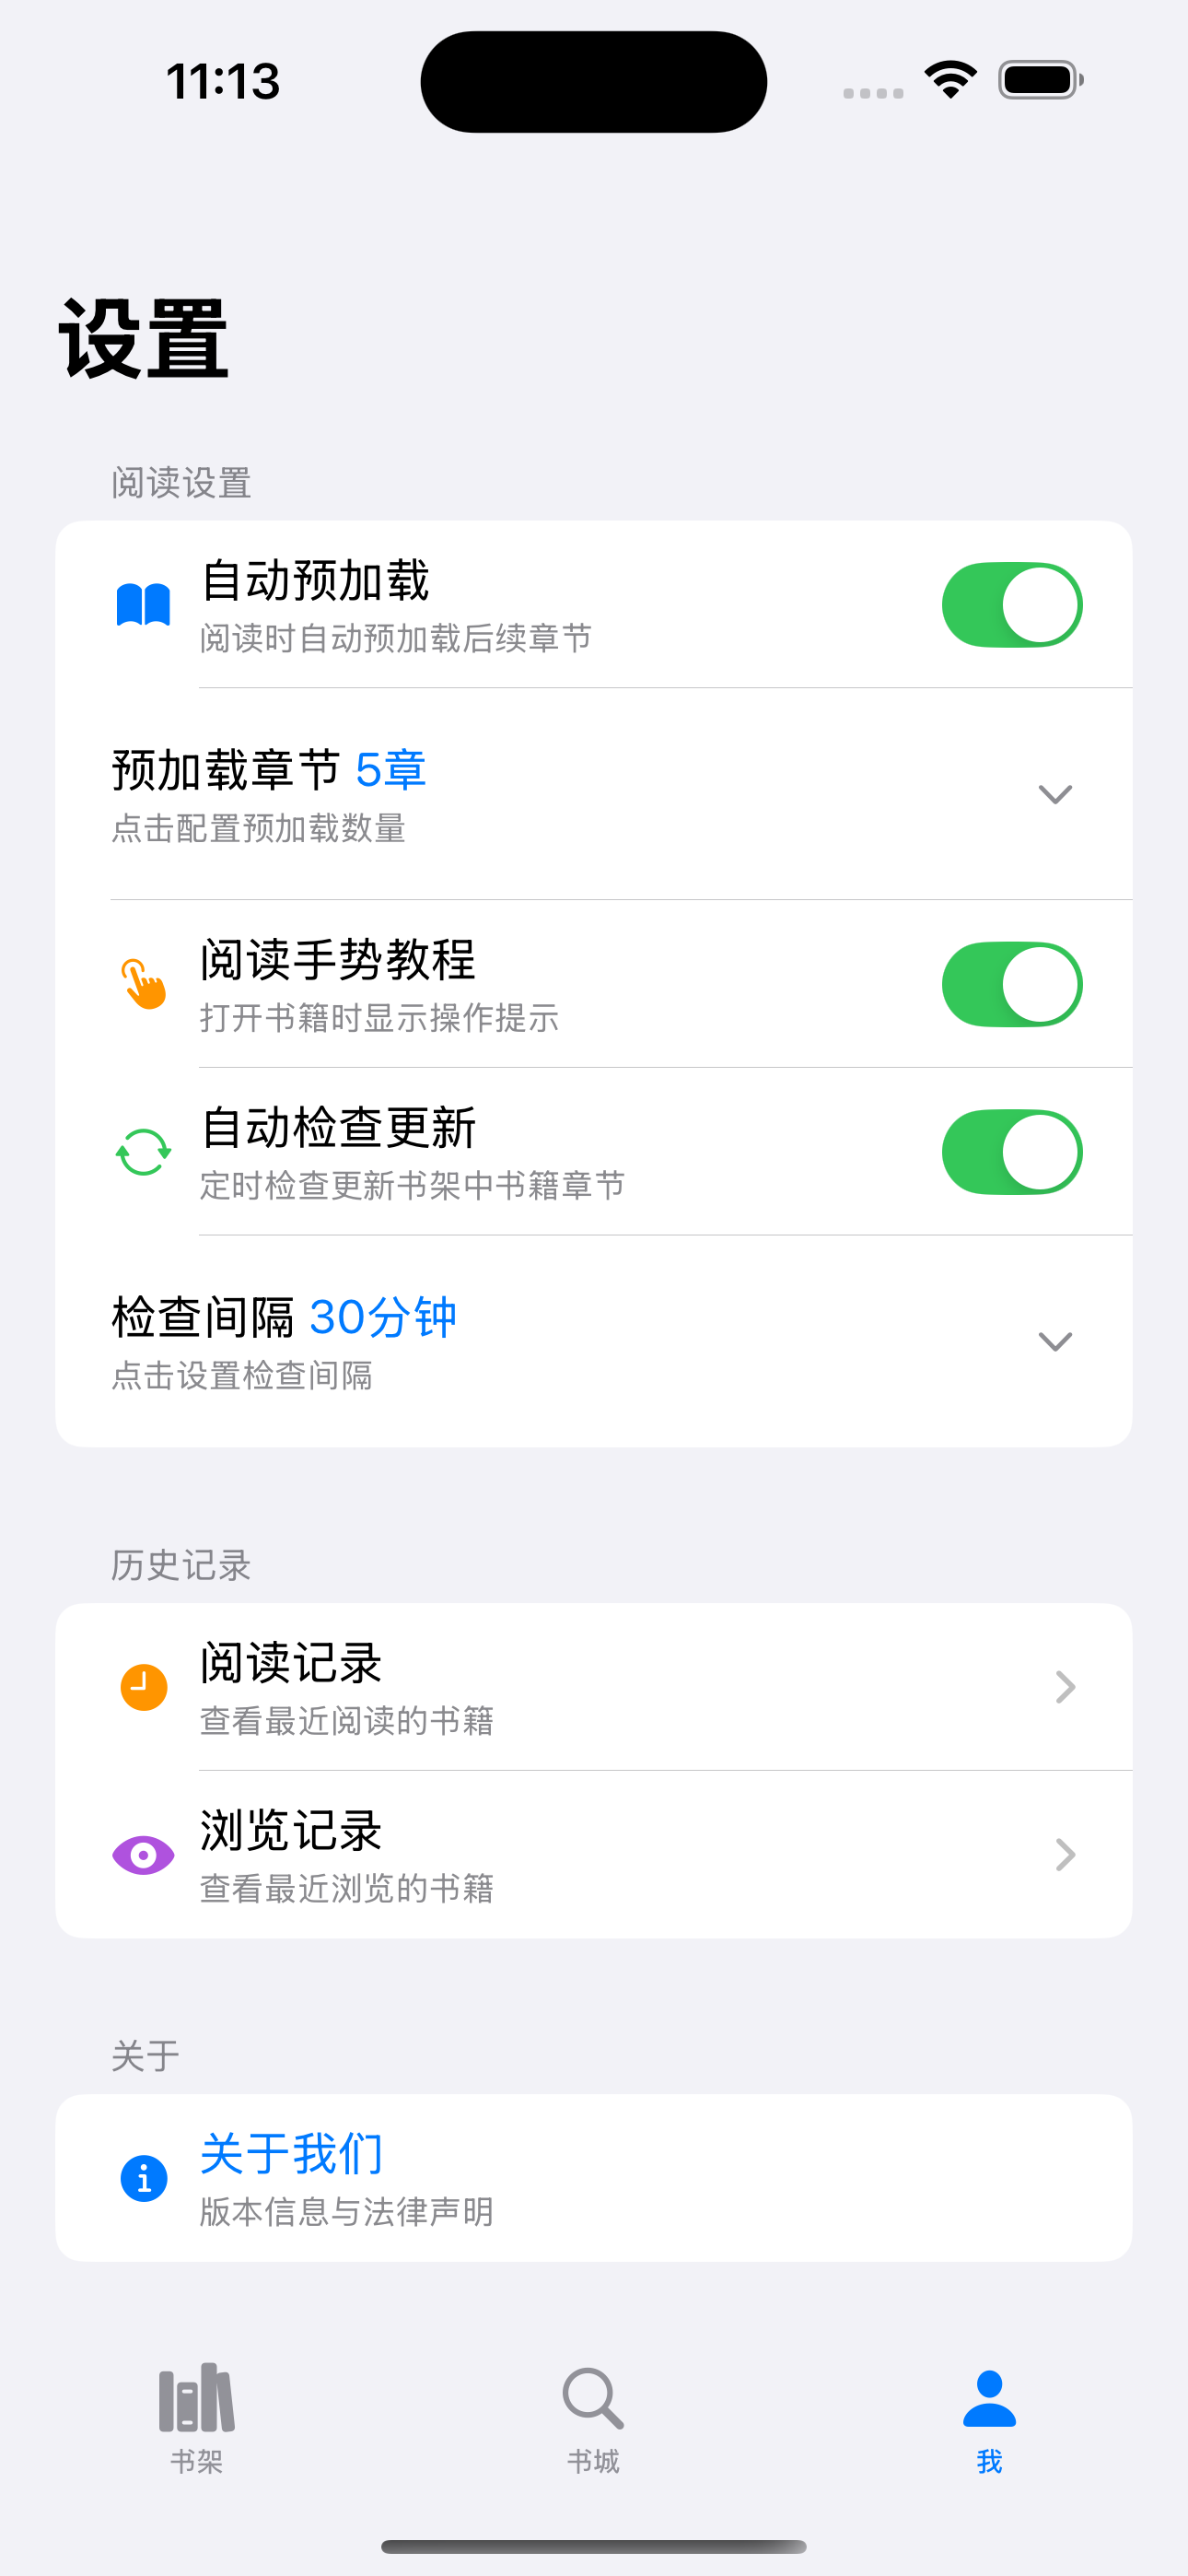 11:13
设置
阅读设置
自动预加载
阅读时自动预加载后续章节
预加载章节 5章
点击配置预加载数量
阅读手势教程
打开书籍时显示操作提示
自动检查更新
定时检查更新书架中书籍章节
检查间隔 30分钟
点击设置检查间隔
历史记录
阅读记录
查看最近阅读的书籍
浏览记录
查看最近浏览的书籍
关于
关于我们
版本信息与法律声明
书架
书城
我